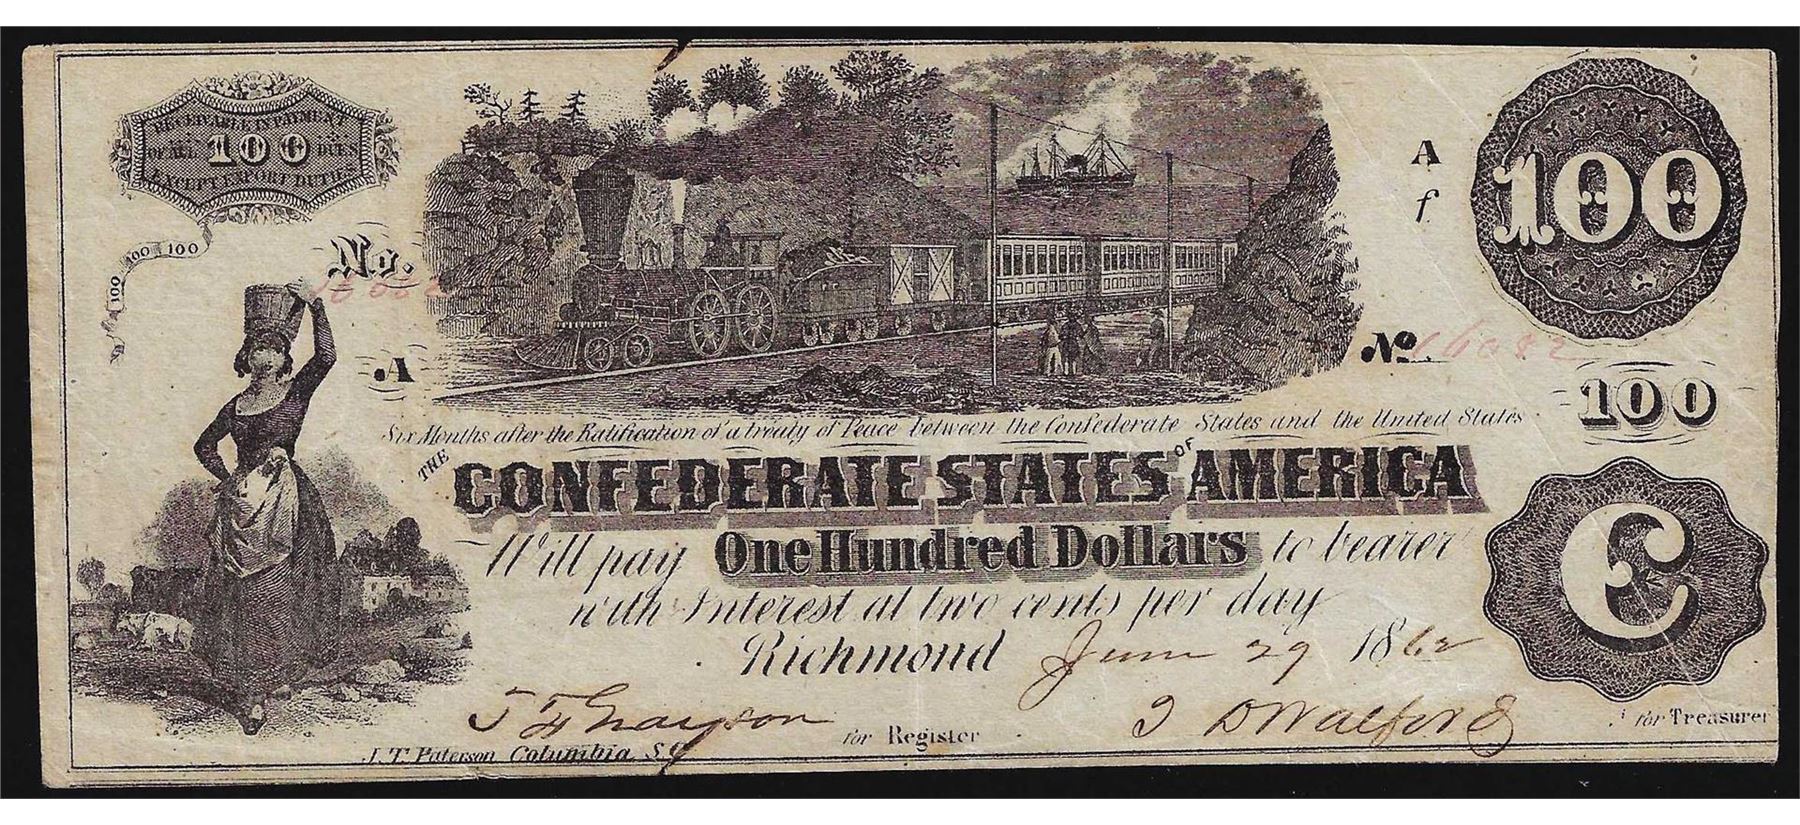 RECEIVABLE IN PAYMENT
OF ALL 100 DUES
EXCEPT EXPORT DUTIES
100 100 100
No.
A
A
f
100
No. 16082
100
Six Months after the Ratification of a treaty of Peace between the Confederate States and the United States
THE CONFEDERATE STATES OF AMERICA
Will pay One Hundred Dollars to bearer
with Interest at two cents per day
Richmond June 29 1862
C
for Register
for Treasurer
J. T. Paterson Columbia. S. C